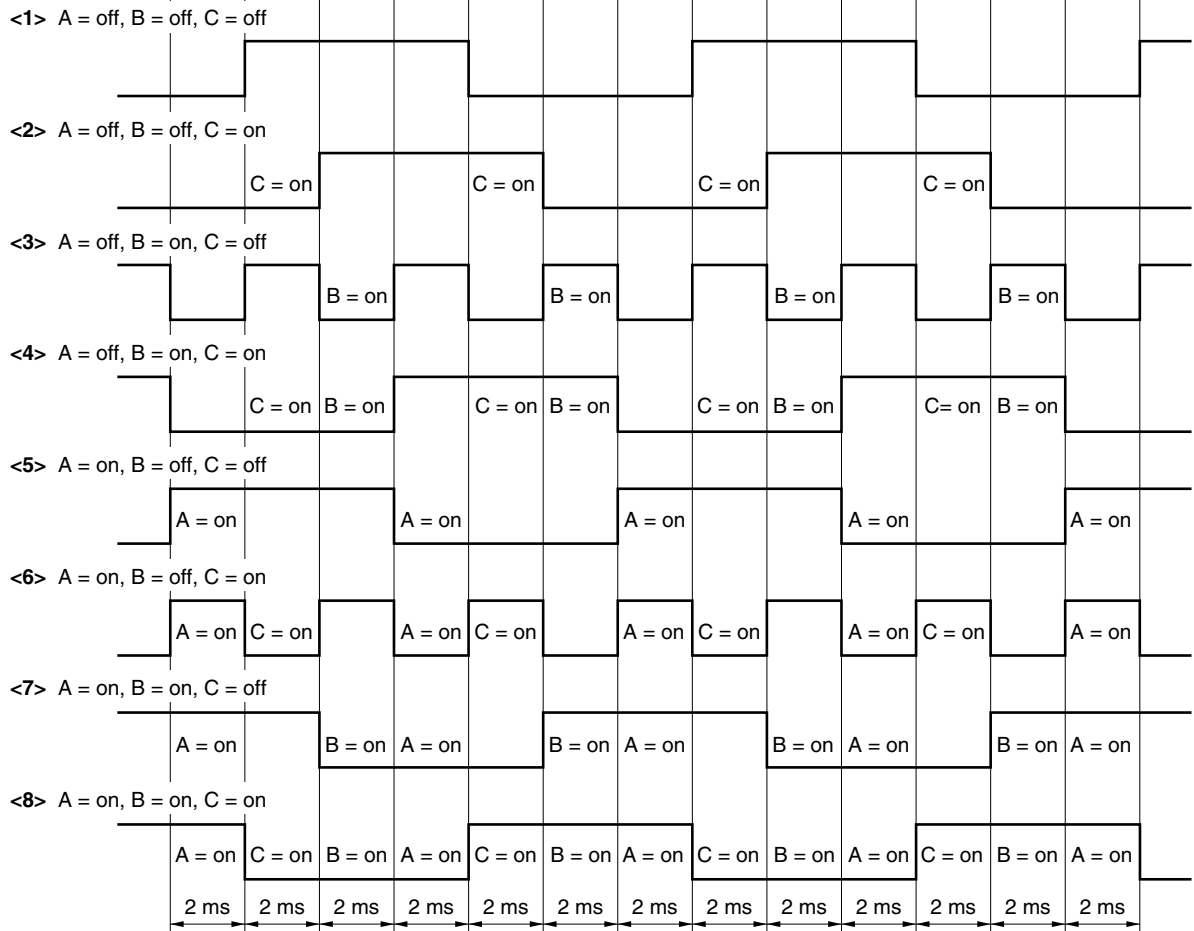 <1> A = off, B = off, C = off
<2> A = off, B = off, C = on
C = on C = on C = on C = on
<3> A = off, B = on, C = off
B = on B = on B = on B = on
<4> A = off, B = on, C = on
C = on B = on C = on B = on C = on B = on C= on B = on
<5> A = on, B = off, C = off
A = on A = on A = on A = on A = on
<6> A = on, B = off, C = on
A = on C = on A = on C = on A = on C = on A = on C = on A = on
<7> A = on, B = on, C = off
A = on B = on A = on B = on A = on B = on A = on B = on A = on
<8> A = on, B = on, C = on
A = on C = on B = on A = on C = on B = on A = on C = on B = on A = on C = on B = on A = on
2 ms 2 ms 2 ms 2 ms 2 ms 2 ms 2 ms 2 ms 2 ms 2 ms 2 ms 2 ms 2 ms